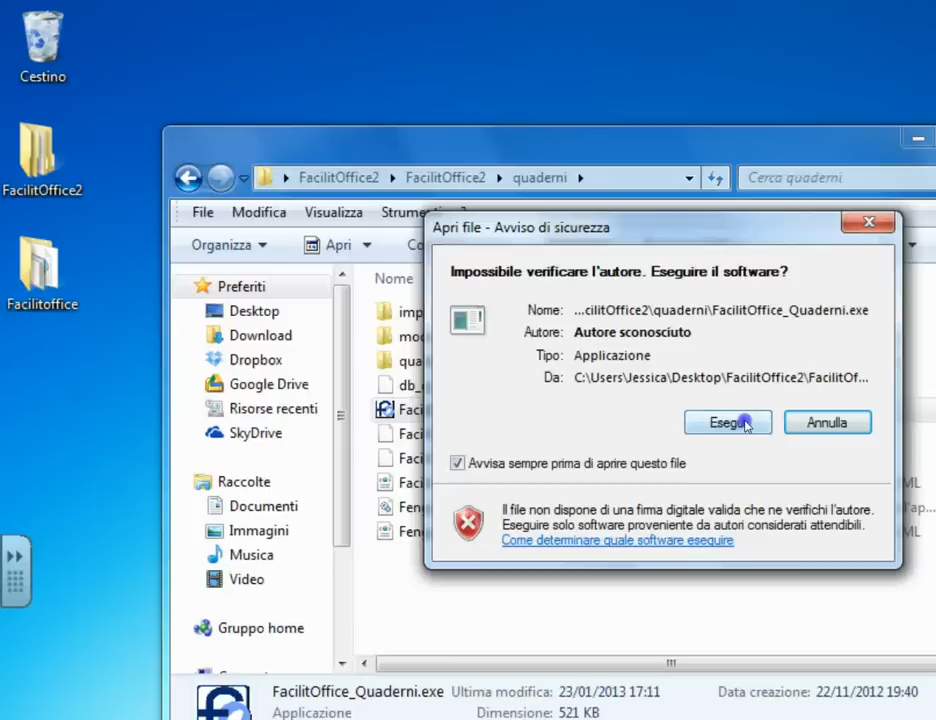 Cestino
FacilitOffice2
Facilitoffice
FacilitOffice2 FacilitOffice2 quaderni
Cerca quaderni
File Modifica Visualizza
Organizza Apri
Preferiti
Desktop
Download
Dropbox
Google Drive
Risorse recenti
SkyDrive
Raccolte
Documenti
Immagini
Musica
Video
Gruppo home
Nome
Apri file - Avviso di sicurezza
Impossibile verificare l'autore. Eseguire il software?
Nome: ...cilitOffice2\quaderni\FacilitOffice_Quaderni.exe
Autore: Autore sconosciuto
Tipo: Applicazione
Da: C:\Users\Jessica\Desktop\FacilitOffice2\FacilitOf...
Annulla
Avvisa sempre prima di aprire questo file
Il file non dispone di una firma digitale valida che ne verifichi l'autore.
Eseguire solo software proveniente da autori considerati attendibili.
Come determinare quale software eseguire
FacilitOffice_Quaderni.exe Ultima modifica: 23/01/2013 17:11 Data creazione: 22/11/2012 19:40
Applicazione Dimensione: 521 KB